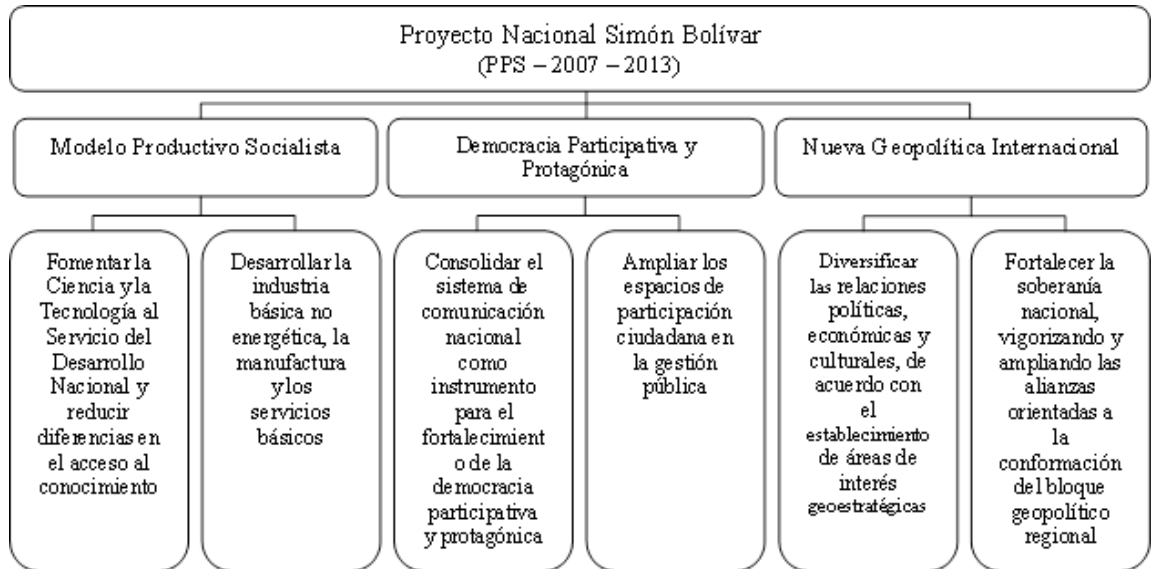 Proyecto Nacional Simón Bolívar
(PPS – 2007 – 2013)
Modelo Productivo Socialista
Democracia Participativa y
Protagónica
Nueva Geopolítica Internacional
Fomentar la
Ciencia y la
Tecnología al
Servicio del
Desarrollo
Nacional y
reducir
diferencias en
el acceso al
conocimiento
Desarrollar la
industria
básica no
energética, la
manufactura
y los
servicios
básicos
Consolidar el
sistema de
comunicación
nacional
como
instrumento
para el
fortalecimient
o de la
democracia
participativa
y protagónica
Ampliar los
espacios de
participación
ciudadana en
la gestión
pública
Diversificar
las relaciones
políticas,
económicas y
culturales, de
acuerdo con
el
establecimiento
de áreas de
interés
geoestratégicas
Fortalecer la
soberanía
nacional,
vigorizando y
ampliando las
alianzas
orientadas a
la
conformación
del bloque
geopolítico
regional